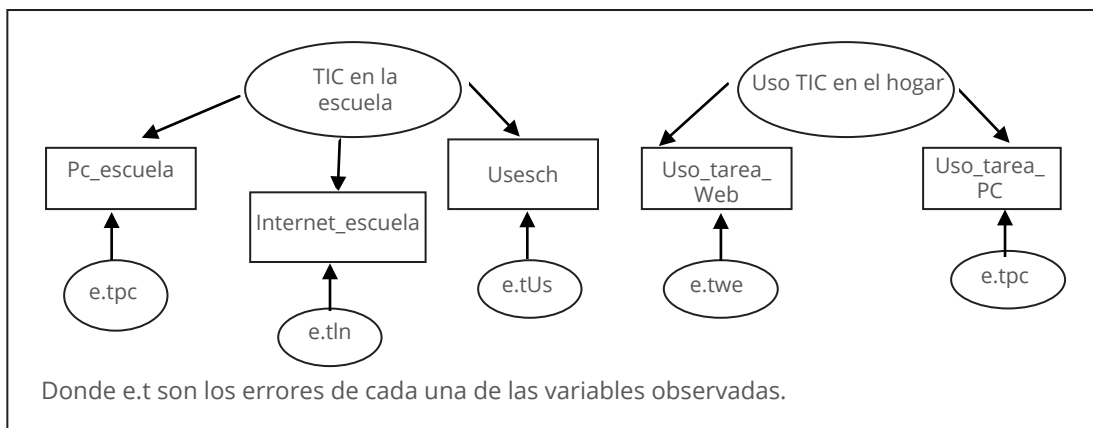 TIC en la
escuela
Uso TIC en el hogar
Pc_escuela
Internet_escuela
Usesch
Uso_tarea_
Web
Uso_tarea_
PC
e.tpc
e.tln
e.tUs
e.twe
e.tpc
Donde e.t son los errores de cada una de las variables observadas.